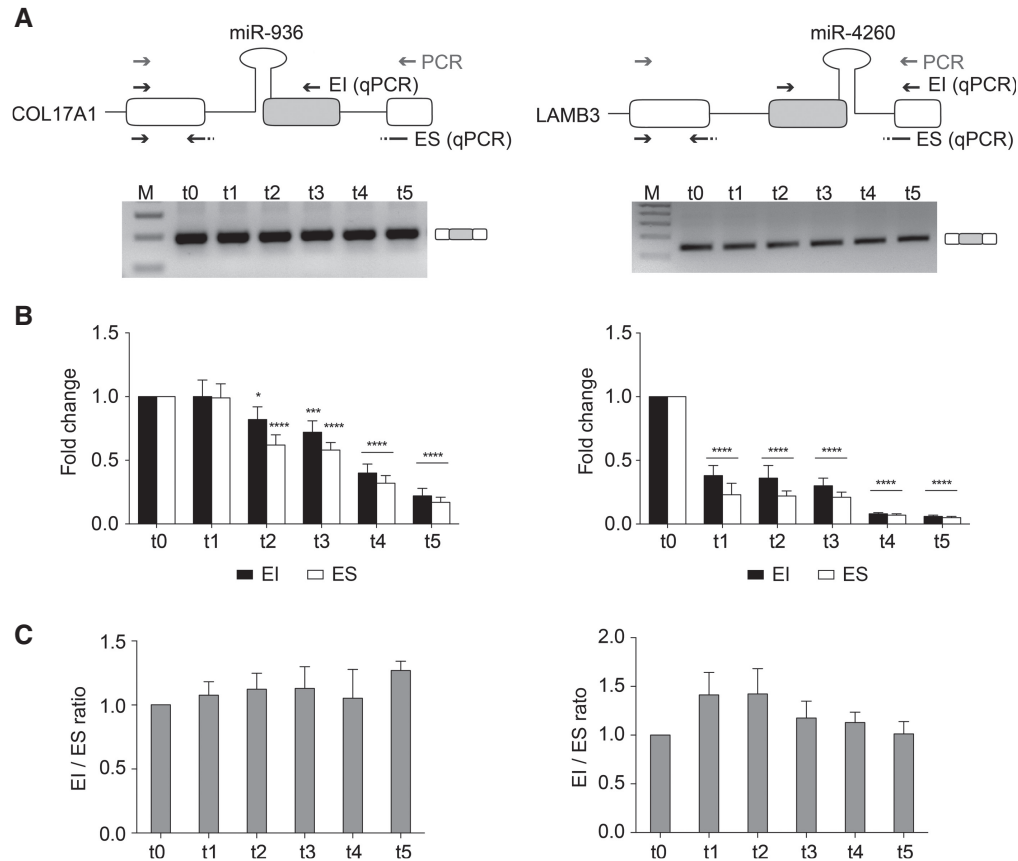 A
miR-936
PCR
EI (qPCR)
COL17A1
ES (qPCR)
miR-4260
PCR
EI (qPCR)
LAMB3
ES (qPCR)
M t0 t1 t2 t3 t4 t5
M t0 t1 t2 t3 t4 t5
B
Fold change
1.5
1.0
0.5
0.0
* **** *** **** **** ****
t0 t1 t2 t3 t4 t5
EI ES
Fold change
1.5
1.0
0.5
0.0
**** **** **** **** ****
t0 t1 t2 t3 t4 t5
EI ES
C
EI / ES ratio
1.5
1.0
0.5
0.0
t0 t1 t2 t3 t4 t5
EI / ES rato
2.0
1.5
1.0
0.5
0.0
t0 t1 t2 t3 t4 t5